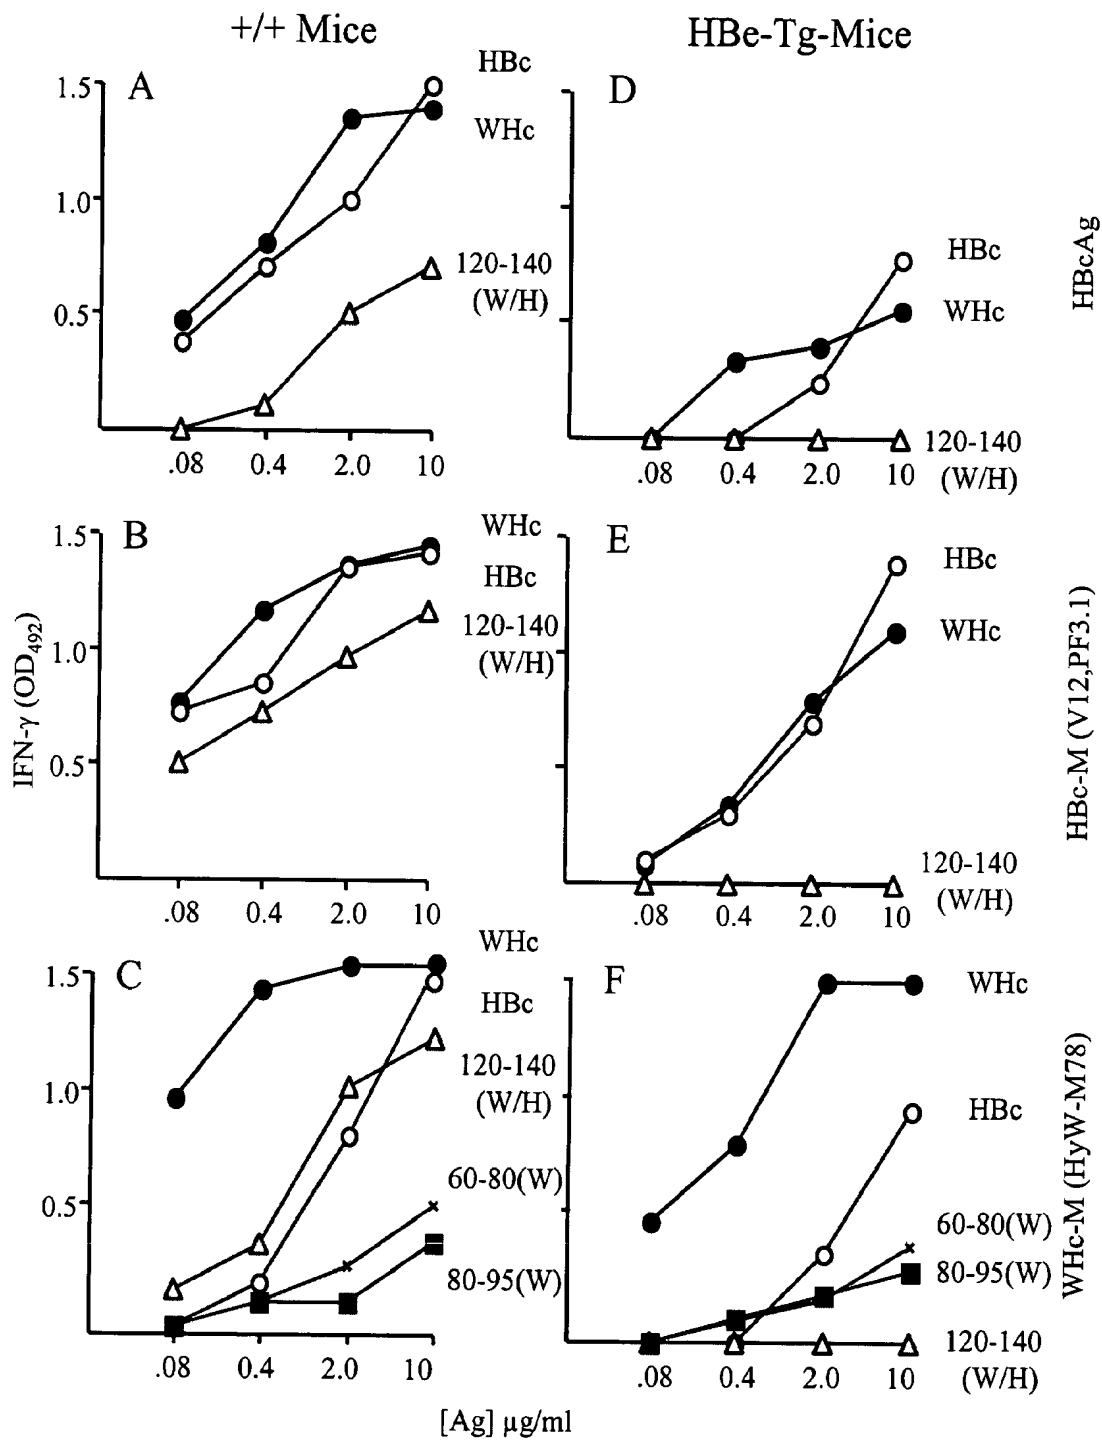 +/+ Mice
HBe-Tg-Mice
A
1.5
1.0
0.5
HBc
WHc
120-140
(W/H)
.08 0.4 2.0 10
D
HBc
WHc
120-140
(W/H)
.08 0.4 2.0 10
HBcAg
B
1.5
1.0
0.5
IFN-γ (OD492)
WHc
HBc
120-140
(W/H)
.08 0.4 2.0 10
E
HBc
WHc
120-140
(W/H)
.08 0.4 2.0 10
HBc-M (V12,PF3.1)
C
1.5
1.0
0.5
WHc
HBc
120-140
(W/H)
60-80(W)
80-95(W)
.08 0.4 2.0 10
F
WHc
HBc
60-80(W)
80-95(W)
120-140
(W/H)
.08 0.4 2.0 10
WHc-M (HyW-M78)
[Ag] μg/ml